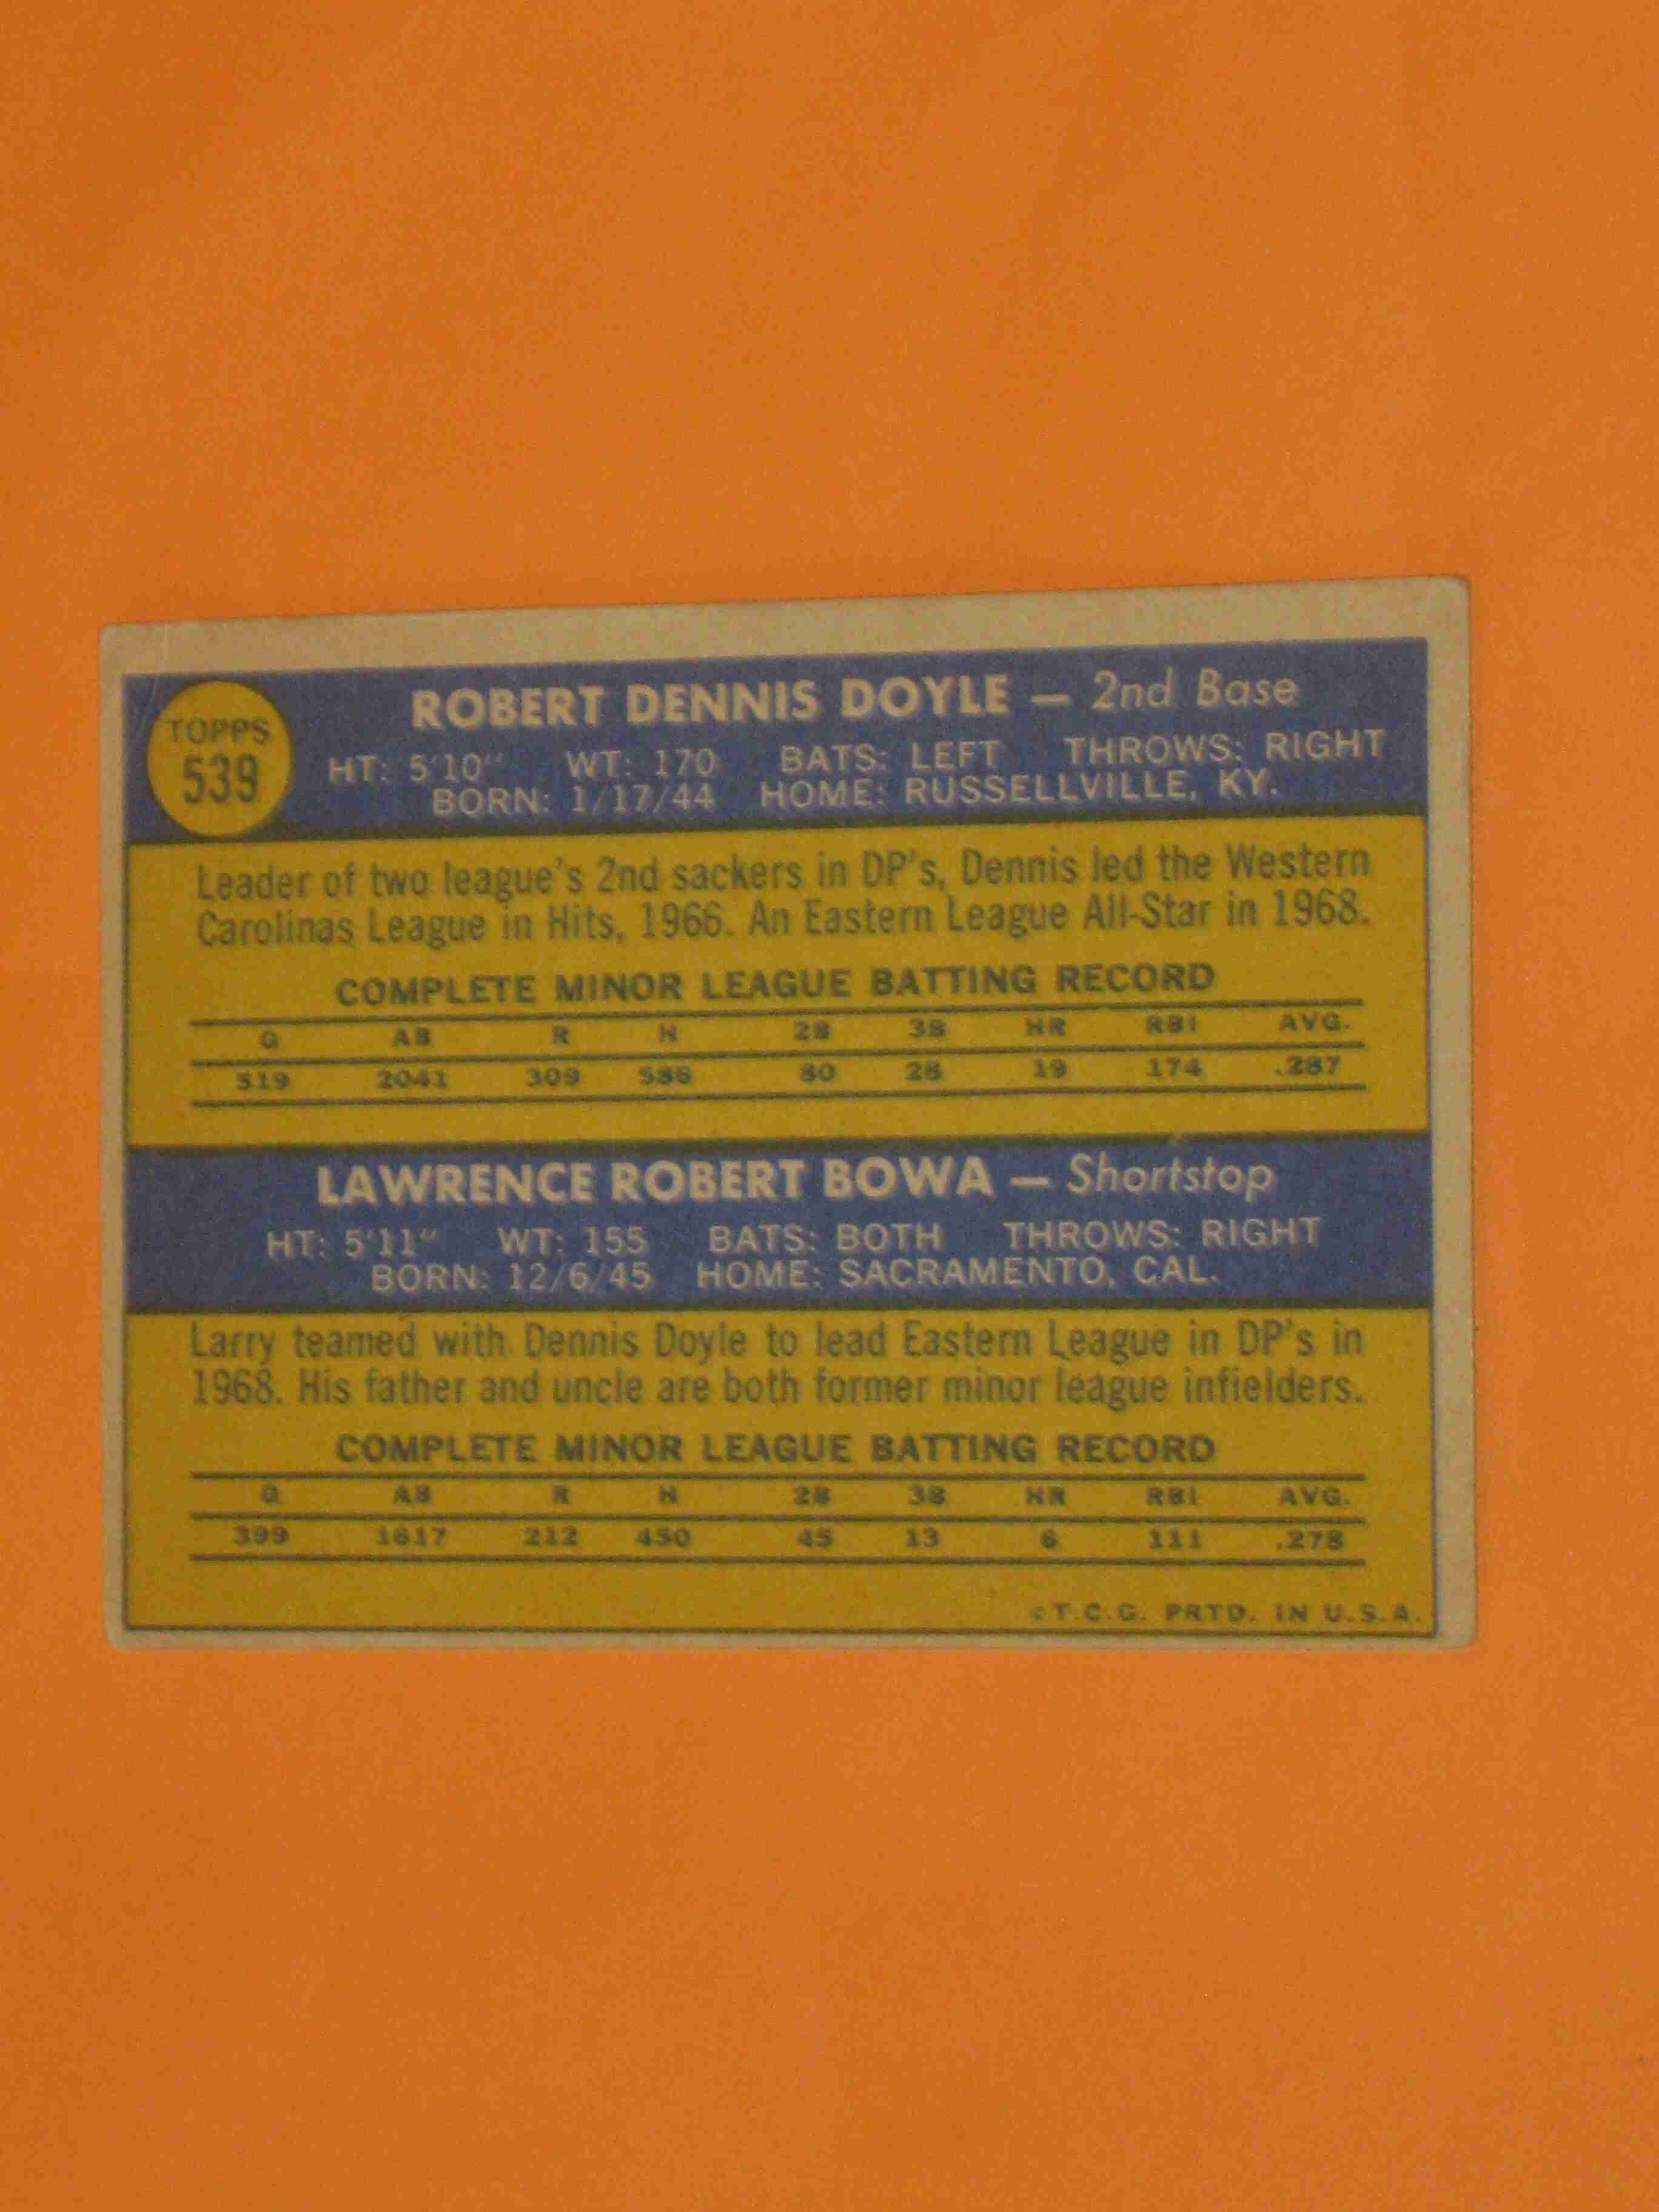 TOPPS
539
ROBERT DENNIS DOYLE — 2nd Base
HT: 5'10" WT: 170 BATS: LEFT THROWS: RIGHT
BORN: 1/17/44 HOME: RUSSELLVILLE, KY.
Leader of two league's 2nd sackers in DP's, Dennis led the Western
Carolinas League in Hits, 1966. An Eastern League All-Star in 1968.
COMPLETE MINOR LEAGUE BATTING RECORD
G AB R H 2B 3B HR RBI AVG.
519 2041 309 586 80 28 19 174 .287
LAWRENCE ROBERT BOWA — Shortstop
HT: 5'11" WT: 155 BATS: BOTH THROWS: RIGHT
BORN: 12/6/45 HOME: SACRAMENTO, CAL.
Larry teamed with Dennis Doyle to lead Eastern League in DP's in
1968. His father and uncle are both former minor league infielders.
COMPLETE MINOR LEAGUE BATTING RECORD
G AB R H 2B 3B HR RBI AVG.
399 1617 212 450 45 13 6 111 .278
©T.C.G. PRTD. IN U.S.A.